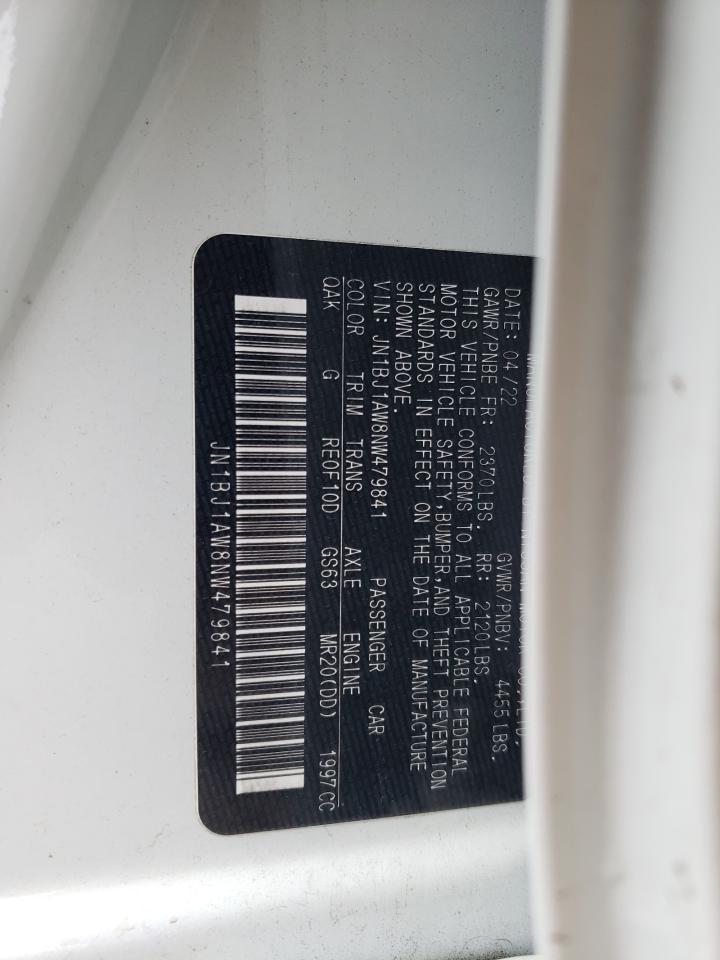 DATE: 04/22 GVWR/PNBV: 4455 LBS.
GAWR/PNBE FR: 2370LBS. RR: 2120LBS.
THIS VEHICLE CONFORMS TO ALL APPLICABLE FEDERAL
MOTOR VEHICLE SAFETY,BUMPER,AND THEFT PREVENTION
STANDARDS IN EFFECT ON THE DATE OF MANUFACTURE
SHOWN ABOVE.
VIN: JN1BJ1AW8NW479841 PASSENGER CAR
COLOR TRIM TRANS AXLE ENGINE
QAK G RE0F10D GS63 MR20(DD) 1997CC
JN1BJ1AW8NW479841